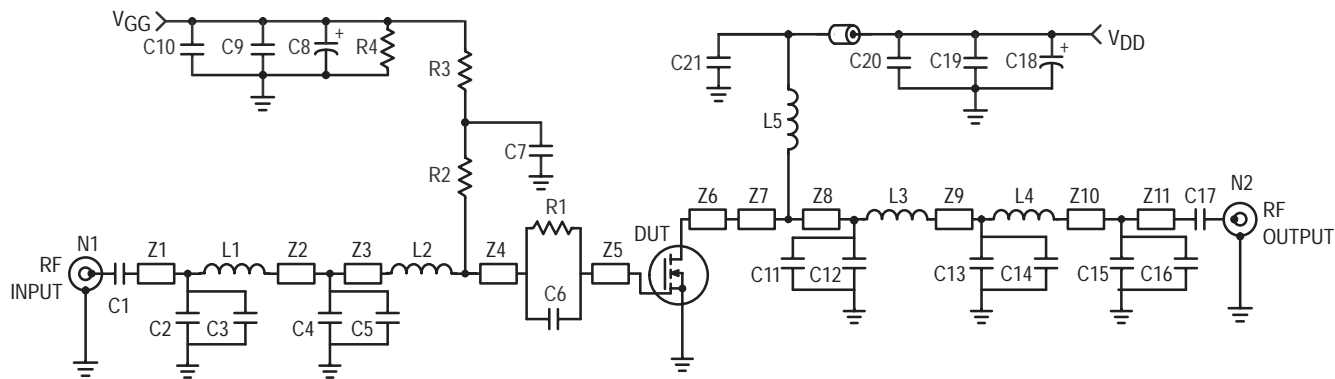 VGG
C10
C9
C8
+
R4
R3
C7
R2
C21
C20
C19
C18
+
VDD
L5
N1
RF
INPUT
C1
Z1
L1
Z2
Z3
L2
Z4
R1
C6
Z5
C2
C3
C4
C5
DUT
Z6
Z7
Z8
L3
Z9
L4
Z10
Z11
C17
N2
RF
OUTPUT
C11
C12
C13
C14
C15
C16